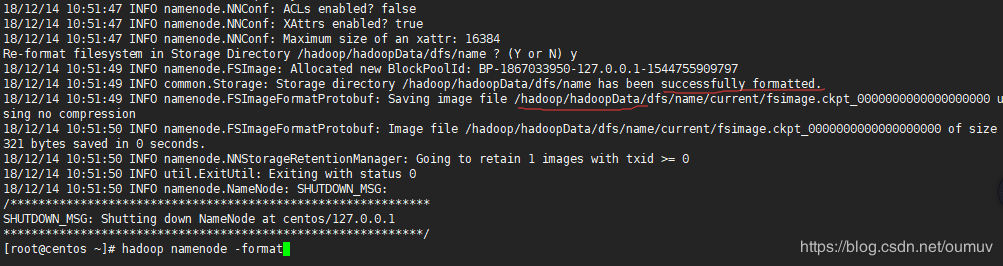 18/12/14 10:51:47 INFO namenode.NNConf: ACLs enabled? false
18/12/14 10:51:47 INFO namenode.NNConf: XAttrs enabled? true
18/12/14 10:51:47 INFO namenode.NNConf: Maximum size of an xattr: 16384
Re-format filesystem in Storage Directory /hadoop/hadoopData/dfs/name ? (Y or N) y
18/12/14 10:51:49 INFO namenode.FSImage: Allocated new BlockPoolId: BP-1867033950-127.0.0.1-1544755909797
18/12/14 10:51:49 INFO common.Storage: Storage directory /hadoop/hadoopData/dfs/name has been successfully formatted.
18/12/14 10:51:49 INFO namenode.FSImageFormatProtobuf: Saving image file /hadoop/hadoopData/dfs/name/current/fsimage.ckpt_0000000000000000000 u
sing no compression
18/12/14 10:51:50 INFO namenode.FSImageFormatProtobuf: Image file /hadoop/hadoopData/dfs/name/current/fsimage.ckpt_0000000000000000000 of size
321 bytes saved in 0 seconds.
18/12/14 10:51:50 INFO namenode.NNStorageRetentionManager: Going to retain 1 images with txid >= 0
18/12/14 10:51:50 INFO util.ExitUtil: Exiting with status 0
18/12/14 10:51:50 INFO namenode.NameNode: SHUTDOWN_MSG:
/************************************************************
SHUTDOWN_MSG: Shutting down NameNode at centos/127.0.0.1
************************************************************/
[root@centos ~]# hadoop namenode -format
https://blog.csdn.net/oumuv